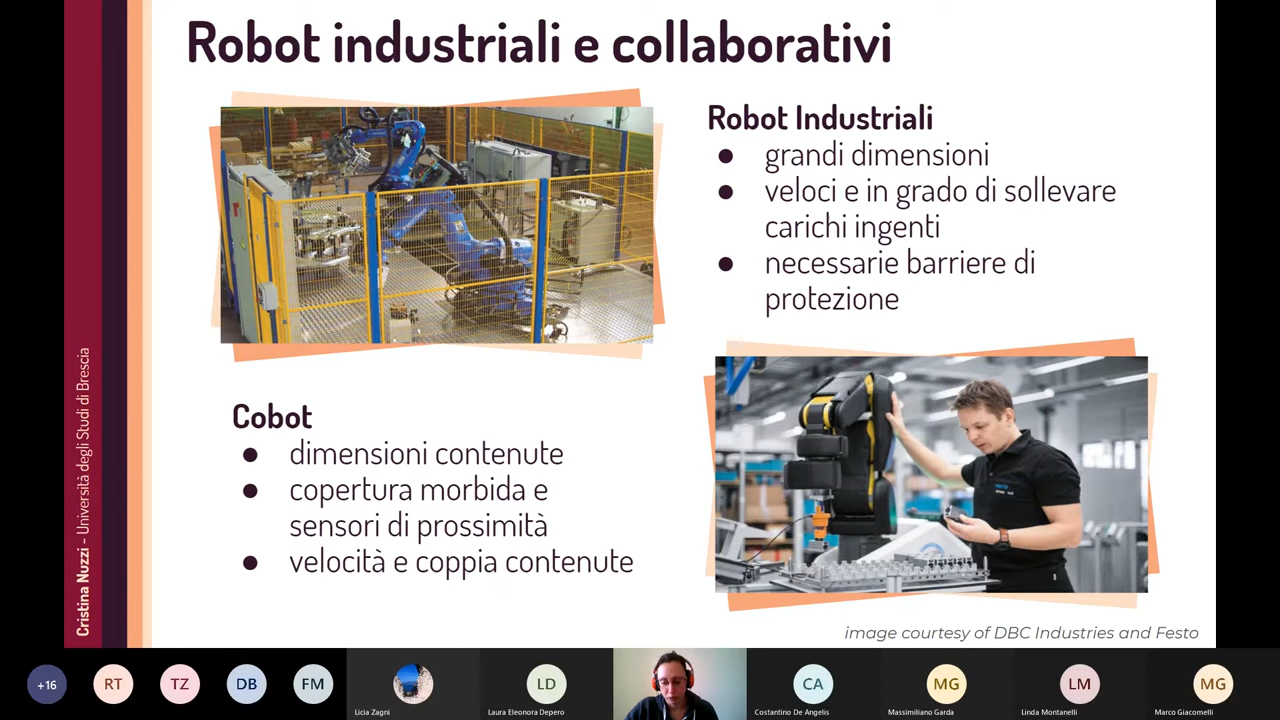 Robot industriali e collaborativi
Robot Industriali
● grandi dimensioni
● veloci e in grado di sollevare
carichi ingenti
● necessarie barriere di
protezione
Cobot
● dimensioni contenute
● copertura morbida e
sensori di prossimità
● velocità e coppia contenute
image courtesy of DBC Industries and Festo
Cristina Nuzzi – Università degli Studi di Brescia
+16
RT
TZ
DB
FM
Licia Zagni
LD
Laura Eleonora Depero
CA
Costantino De Angelis
MG
Massimiliano Garda
LM
Linda Montanelli
MG
Marco Giacomelli